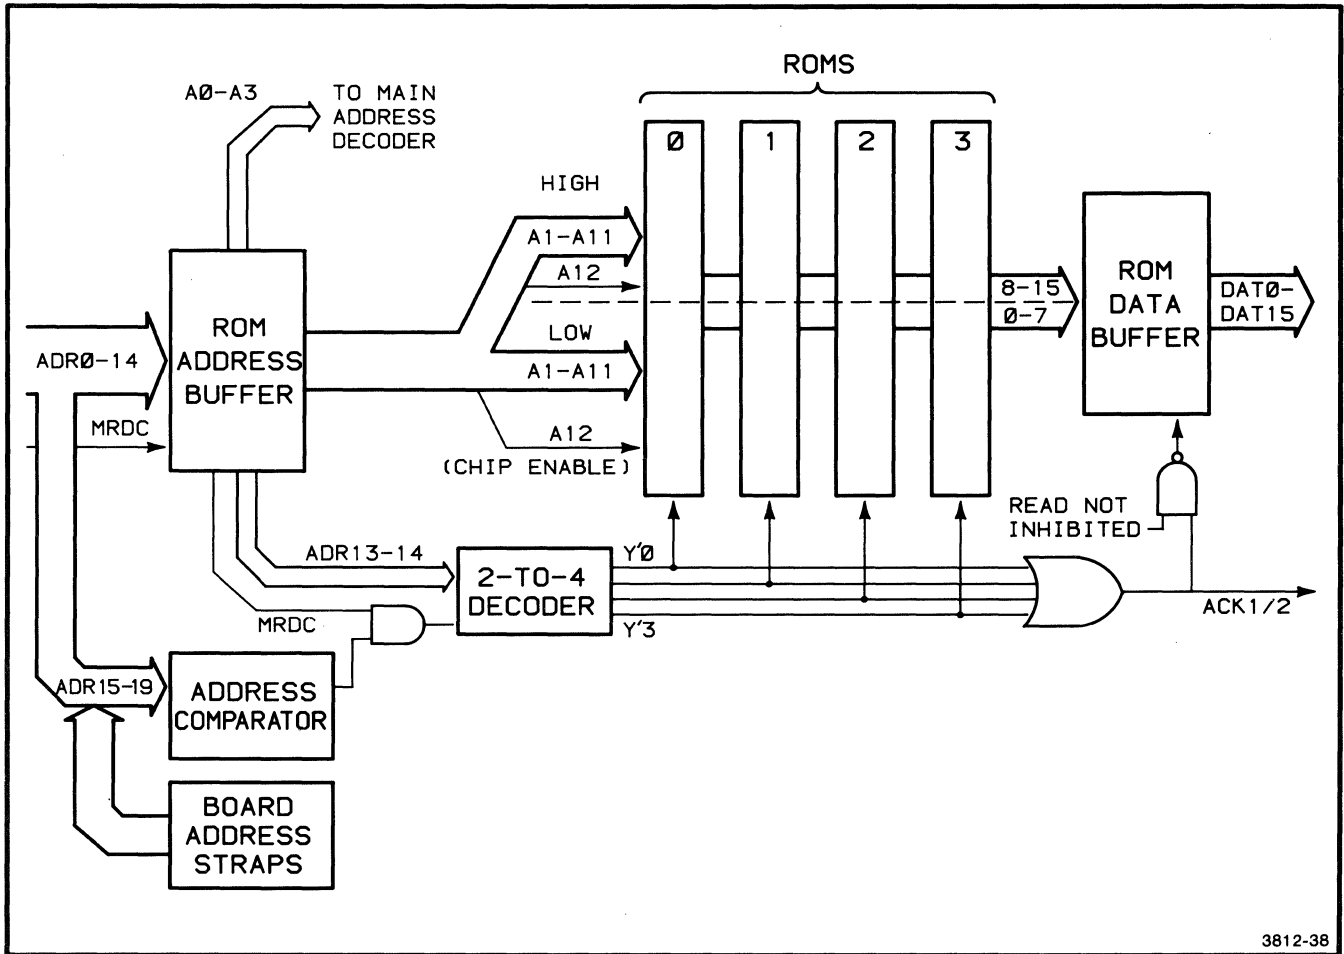 ROMS
A0-A3
TO MAIN
ADDRESS
DECODER
0
1
2
3
HIGH
A1-A11
A12
LOW
A1-A11
A12
(CHIP ENABLE)
ADR0-14
MRDC
ROM
ADDRESS
BUFFER
8-15
0-7
ROM
DATA
BUFFER
DAT0-
DAT15
READ NOT
INHIBITED
ADR13-14
MRDC
2-TO-4
DECODER
Y'0
Y'3
ACK1/2
ADR15-19
ADDRESS
COMPARATOR
BOARD
ADDRESS
STRAPS
3812-38